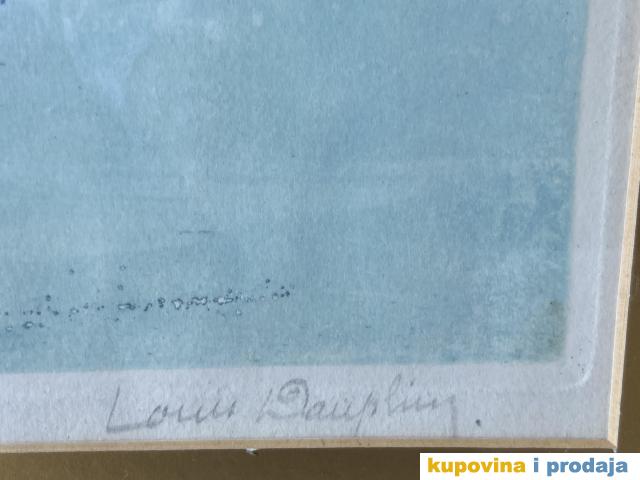 Louis Dauphin.
kupovina i prodaja